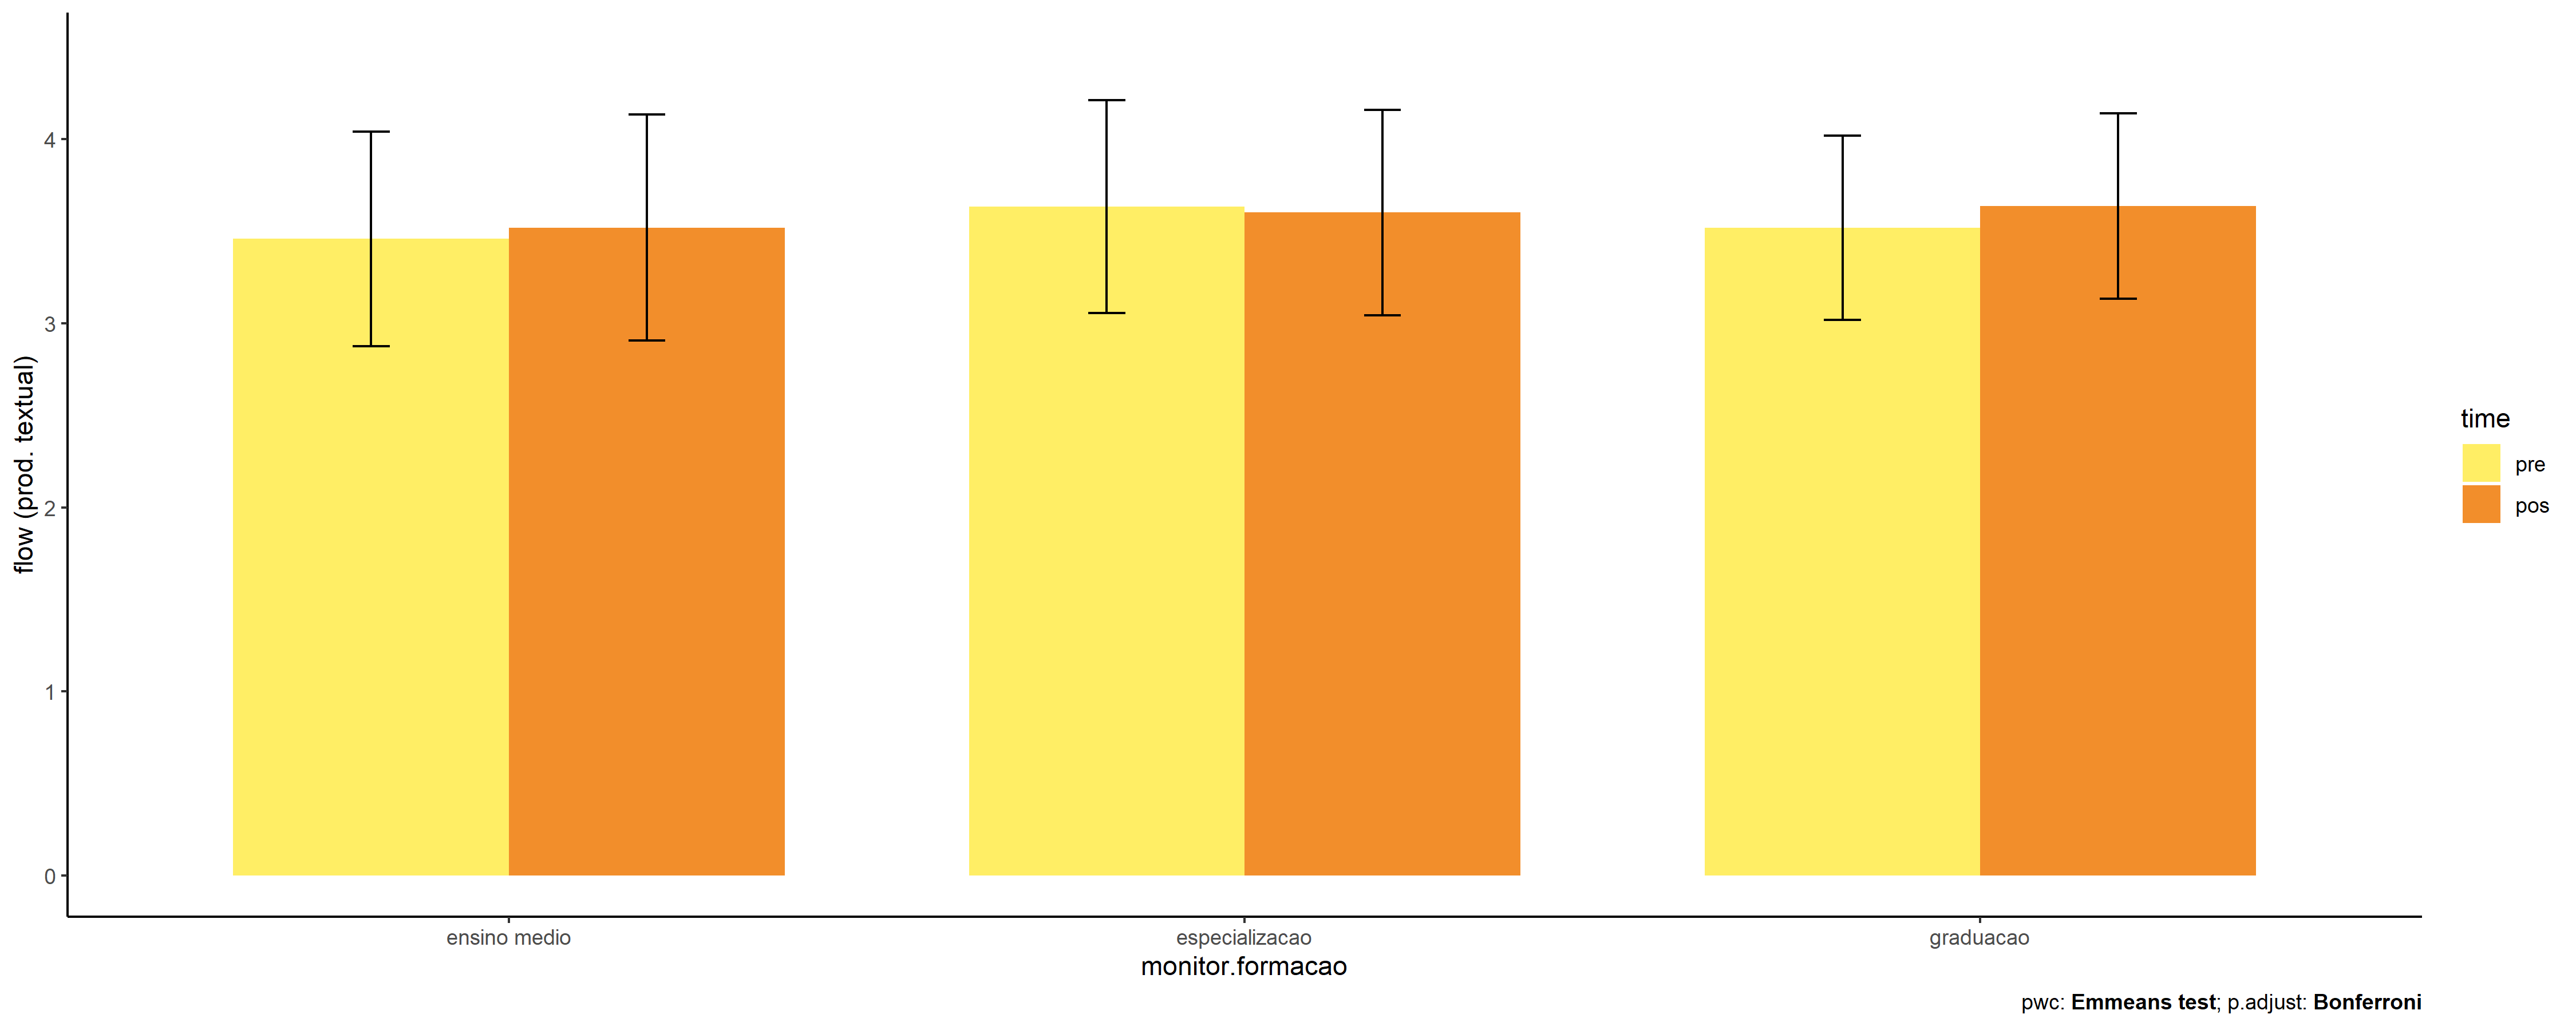 flow (prod. textual)
4
3
2
1
0
ensino medio
especializacao
graduacao
monitor.formacao
time
pre
pos
pwc: Emmeans test; p.adjust: Bonferroni